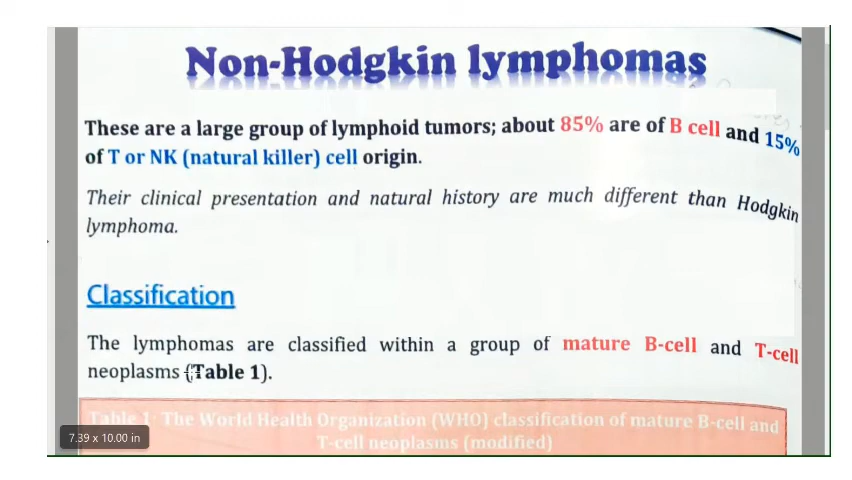 Non-Hodgkin lymphomas
These are a large group of lymphoid tumors; about 85% are of B cell and 15%
of T or NK (natural killer) cell origin.
Their clinical presentation and natural history are much different than Hodgkin
lymphoma.
Classification
The lymphomas are classified within a group of mature B-cell and T-cell
neoplasms (Table 1).
Table 1: The World Health Organization (WHO) classification of mature B-cell and
T-cell neoplasms (modified)
7.39 x 10.00 in